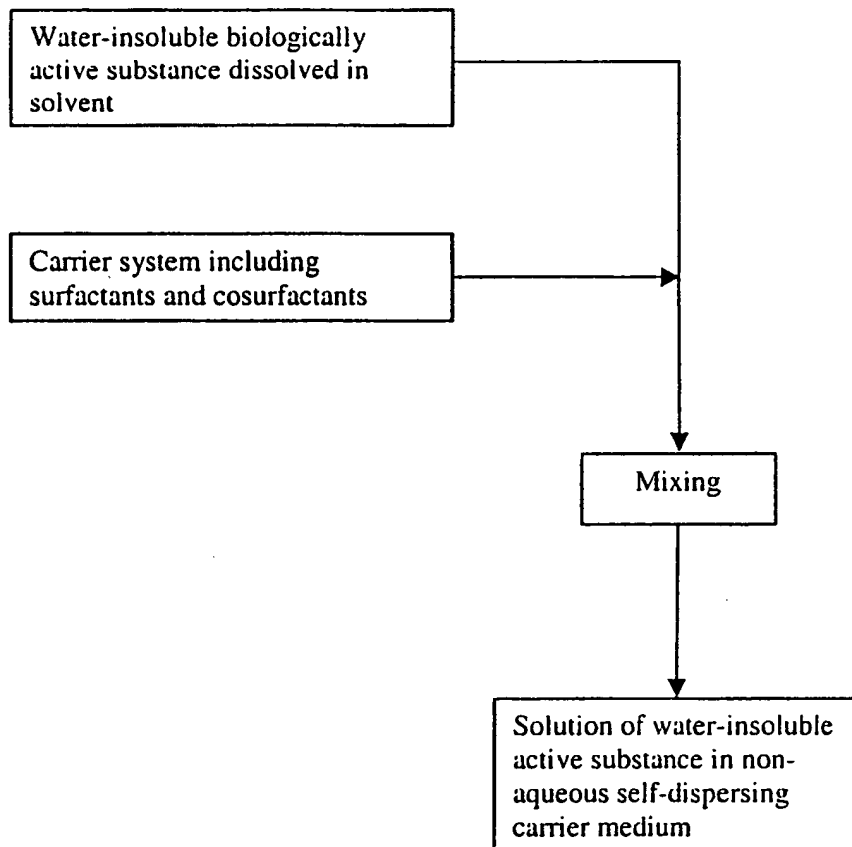 Water-insoluble biologically
active substance dissolved in
solvent
Carrier system including
surfactants and cosurfactants
Mixing
Solution of water-insoluble
active substance in non-
aqueous self-dispersing
carrier medium